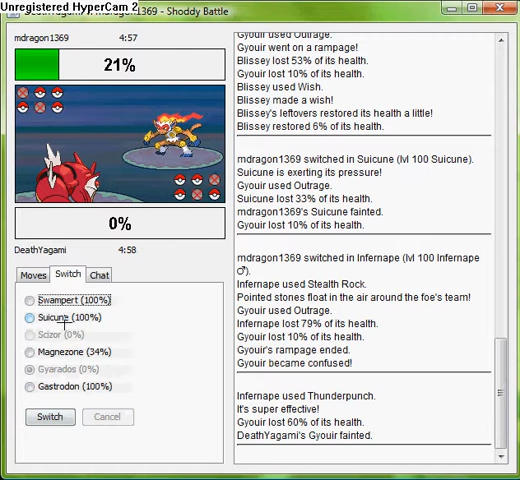 Unregistered HyperCam 2
mdragon1369 - Shoddy Battle
mdragon1369 4:57
21%
0%
DeathYagami 4:58
Moves Switch Chat
Swampert (100%)
Suicune (100%)
Scizor (0%)
Magnezone (34%)
Gyarados (0%)
Gastrodon (100%)
Switch Cancel
Gyouir used Outrage.
Gyouir went on a rampage!
Blissey lost 53% of its health.
Gyouir lost 10% of its health.
Blissey used Wish.
Blissey made a wish!
Blissey's leftovers restored its health a little!
Blissey restored 6% of its health.
mdragon1369 switched in Suicune (lvl 100 Suicune).
Suicune is exerting its pressure!
Gyouir used Outrage.
Suicune lost 33% of its health.
mdragon1369's Suicune fainted.
Gyouir lost 10% of its health.
mdragon1369 switched in Infernape (lvl 100 Infernape
♂).
Infernape used Stealth Rock.
Pointed stones float in the air around the foe's team!
Gyouir used Outrage.
Infernape lost 79% of its health.
Gyouir lost 10% of its health.
Gyouir's rampage ended.
Gyouir became confused!
Infernape used Thunderpunch.
It's super effective!
Gyouir lost 60% of its health.
DeathYagami's Gyouir fainted.